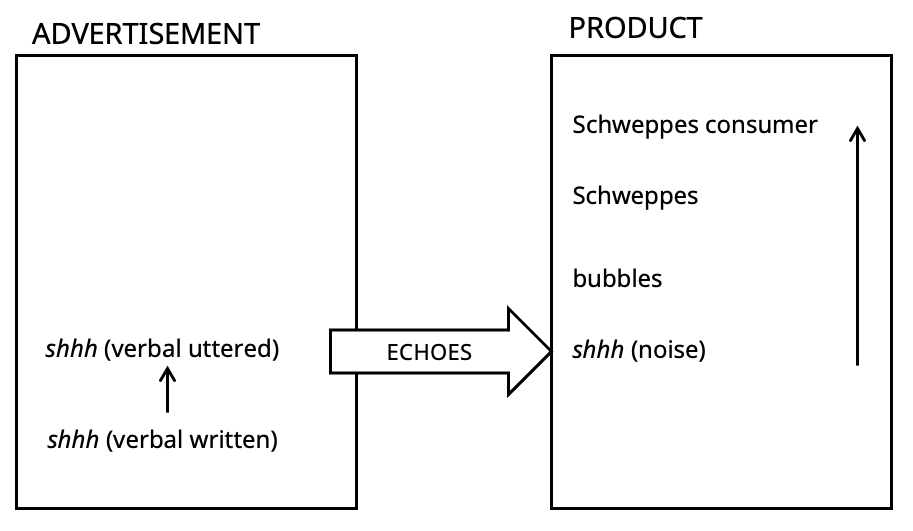 ADVERTISEMENT
shhh (verbal uttered)
shhh (verbal written)
ECHOES
PRODUCT
Schweppes consumer
Schweppes
bubbles
shhh (noise)